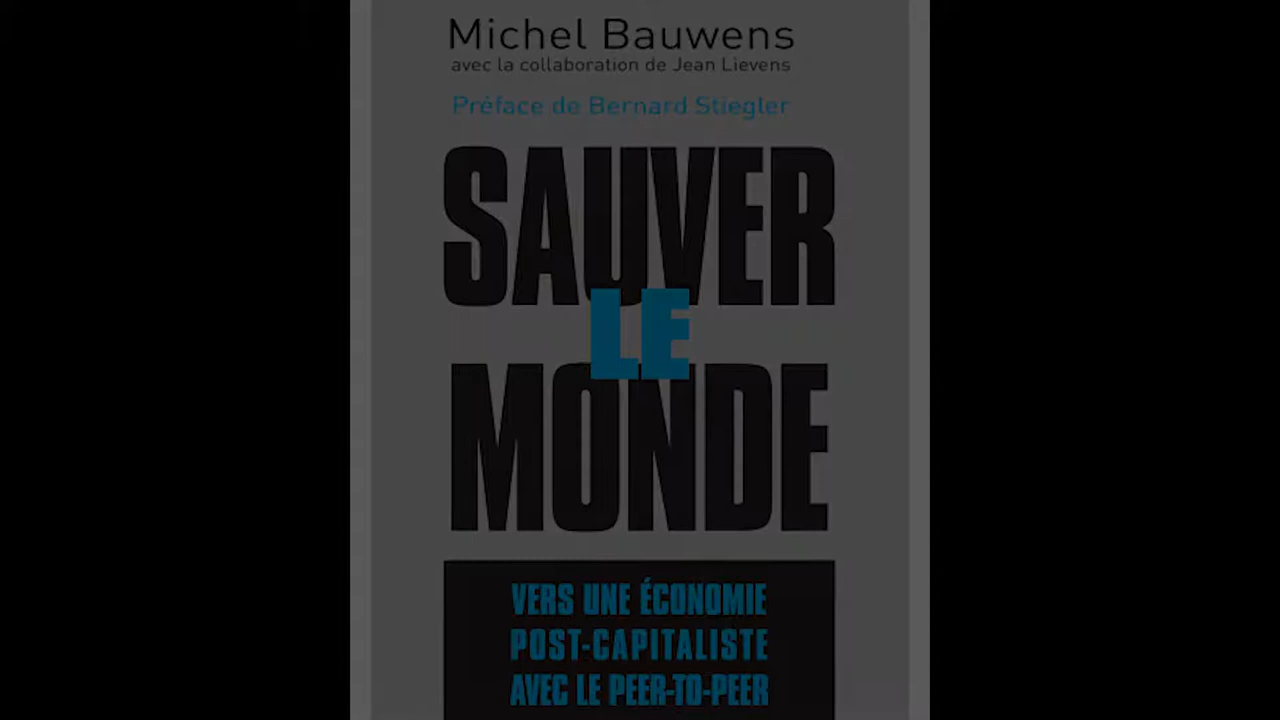 Michel Bauwens
avec la collaboration de Jean Lievens
Préface de Bernard Stiegler
SAUVER
LE
MONDE
VERS UNE ÉCONOMIE
POST-CAPITALISTE
AVEC LE PEER-TO-PEER